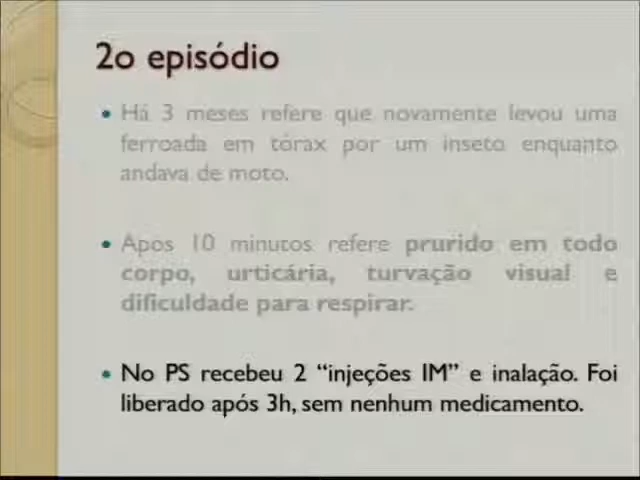 2o episódio
• Há 3 meses refere que novamente levou uma
ferroada em tórax por um inseto enquanto
andava de moto.
• Após 10 minutos refere prurido em todo
corpo, urticária, turvação visual e
dificuldade para respirar.
• No PS recebeu 2 “injeções IM” e inalação. Foi
liberado após 3h, sem nenhum medicamento.